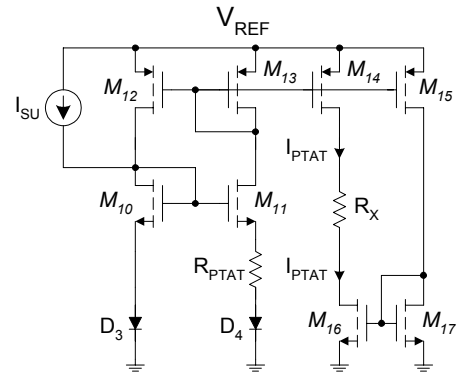 V_REF
M_12
M_13
M_14
M_15
I_SU
I_PTAT
M_10
M_11
R_X
R_PTAT
I_PTAT
D_3
D_4
M_16
M_17